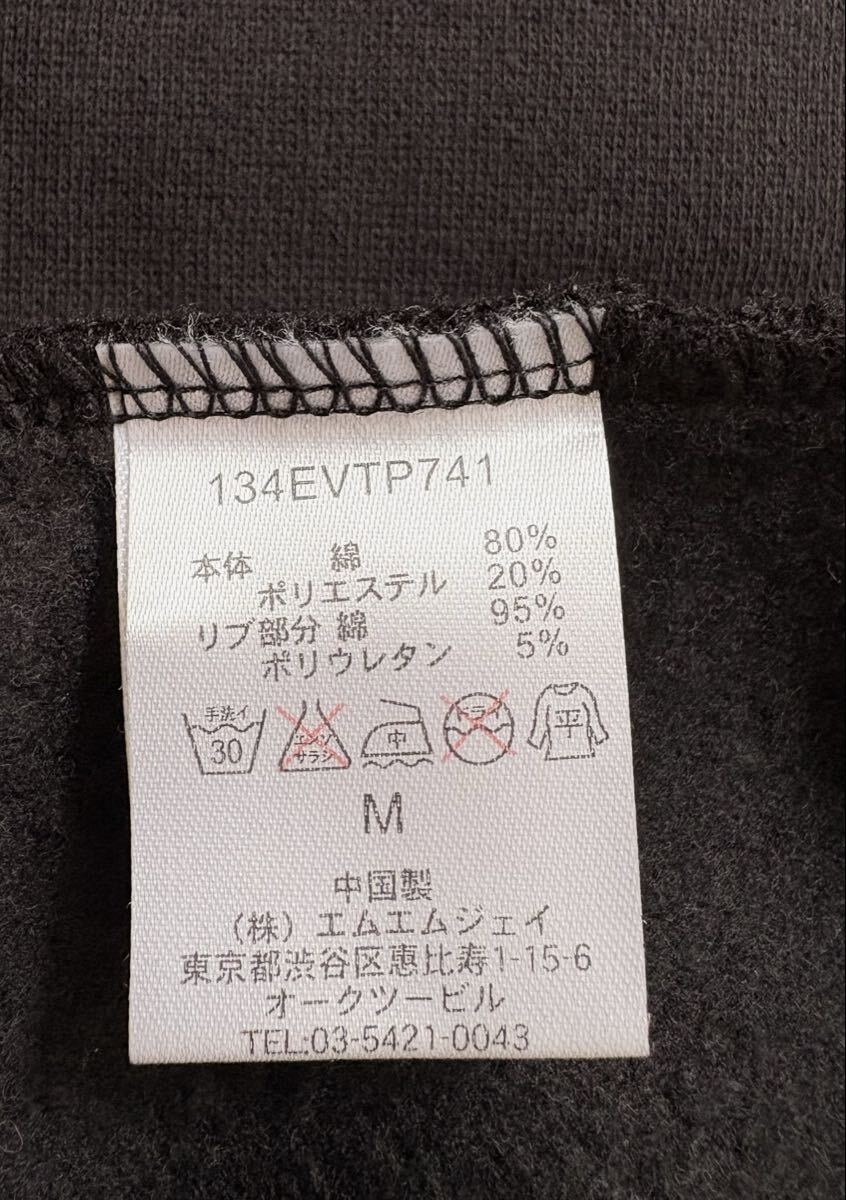 134EVTP741
本体 綿 80%
ポリエステル 20%
リブ部分 綿 95%
ポリウレタン 5%
手洗イ 30 エンソサラシ 中 ドライ 平
M
中国製
(株) エムエムジェイ
東京都渋谷区恵比寿1-15-6
オークツービル
TEL:03-5421-0043